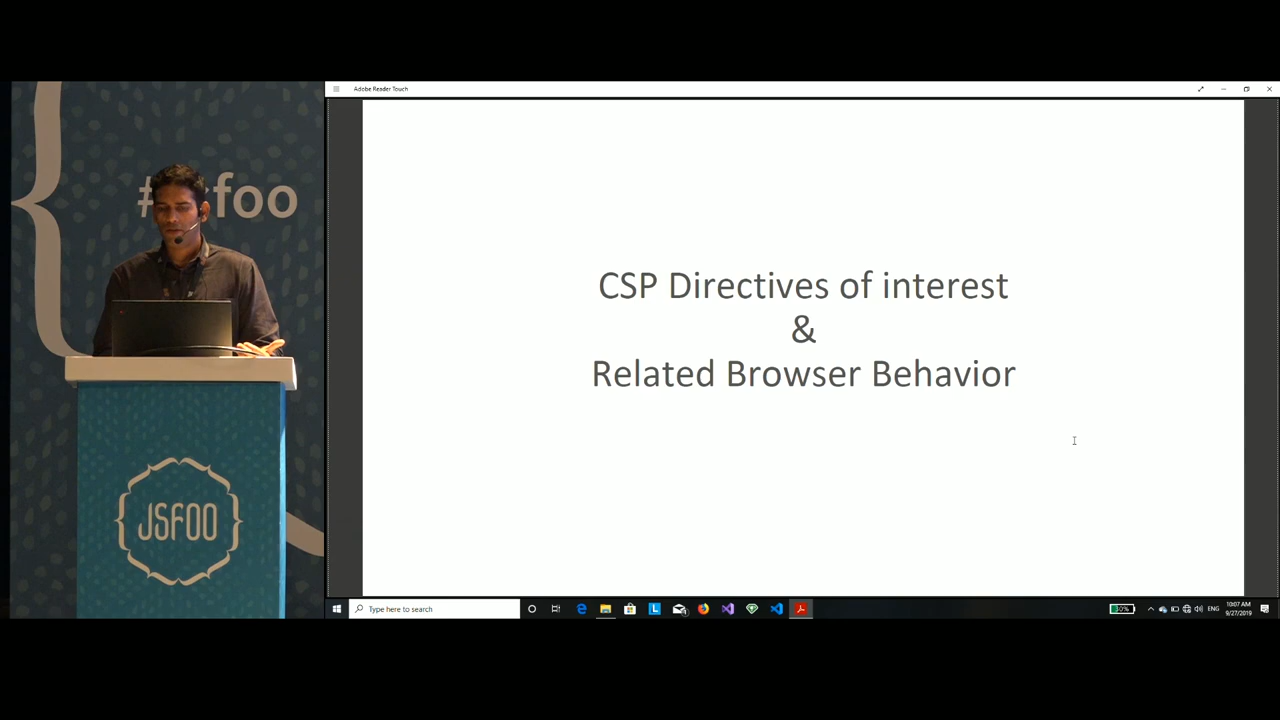 Adobe Reader Touch
#jsfoo
CSP Directives of interest
&
Related Browser Behavior
JSFOO
Type here to search
ENG
10:07 AM
9/27/2019